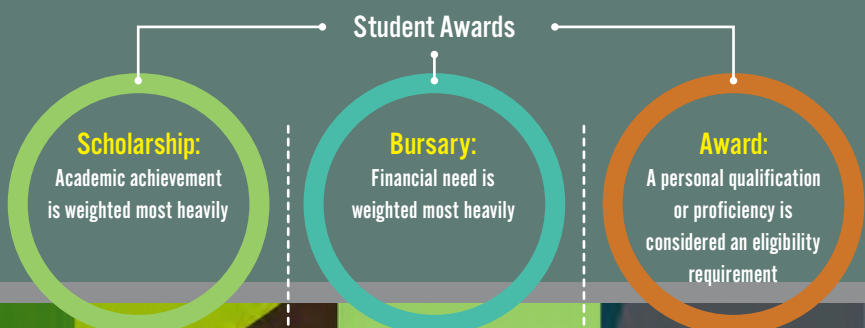 Student Awards
Scholarship:
Academic achievement
is weighted most heavily
Bursary:
Financial need is
weighted most heavily
Award:
A personal qualification
or proficiency is
considered an eligibility
requirement